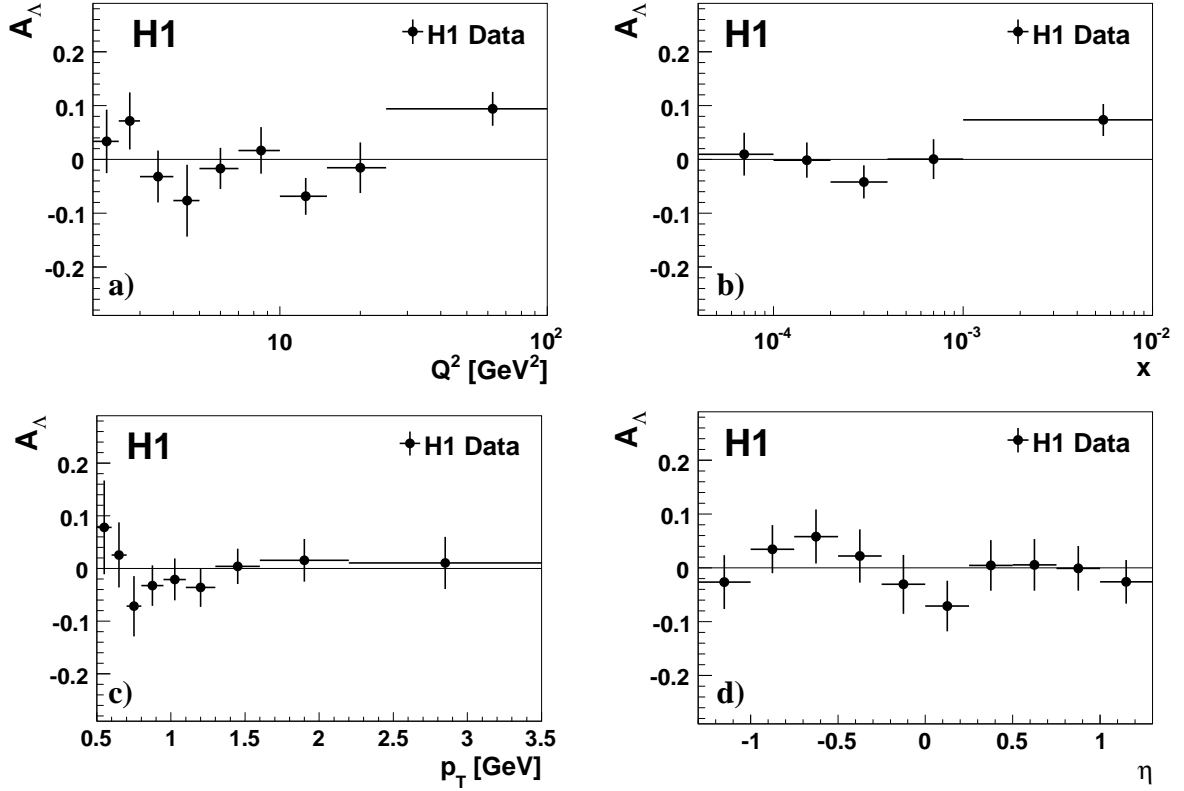 A_Λ
H1
H1 Data
0.2
0.1
0
-0.1
-0.2
a)
10
10²
Q² [GeV²]
A_Λ
H1
H1 Data
0.2
0.1
0
-0.1
-0.2
b)
10⁻⁴
10⁻³
10⁻²
x
A_Λ
H1
H1 Data
0.2
0.1
0
-0.1
-0.2
c)
0.5 1 1.5 2 2.5 3 3.5
p_T [GeV]
A_Λ
H1
H1 Data
0.2
0.1
0
-0.1
-0.2
d)
-1 -0.5 0 0.5 1
η